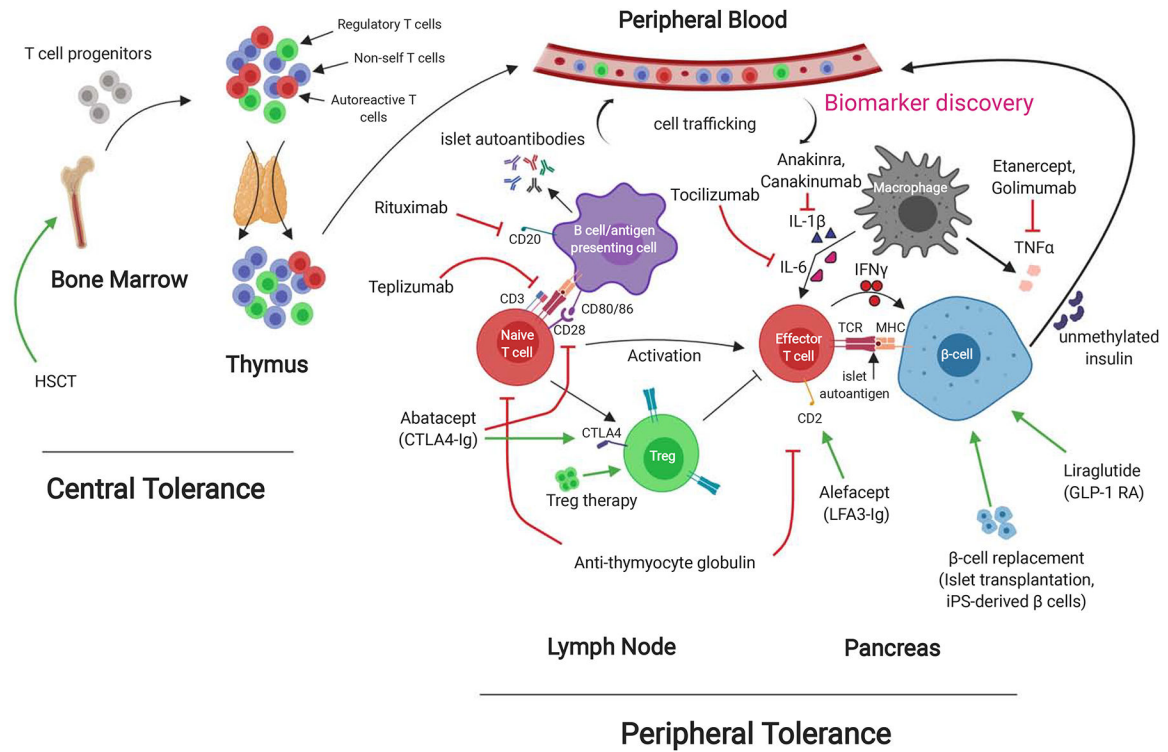 Peripheral Blood
T cell progenitors
Regulatory T cells
Non-self T cells
Autoreactive T
cells
Biomarker discovery
cell trafficking
islet autoantibodies
Anakinra,
Canakinumab
IL-1β
Macrophage
Etanercept,
Golimumab
TNFα
Rituximab
CD20
B cell/antigen
presenting cell
Tocilizumab
IL-6
IFNγ
Bone Marrow
Teplizumab
CD3
CD80/86
CD28
Naive
T cell
Activation
Effector
T cell
TCR
MHC
β-cell
unmethylated
insulin
islet
autoantigen
Thymus
HSCT
CD2
Abatacept
(CTLA4-Ig)
CTLA4
Treg
Treg therapy
Central Tolerance
Alefacept
(LFA3-Ig)
Liraglutide
(GLP-1 RA)
Anti-thymyocyte globulin
β-cell replacement
(Islet transplantation,
iPS-derived β cells)
Lymph Node
Pancreas
Peripheral Tolerance